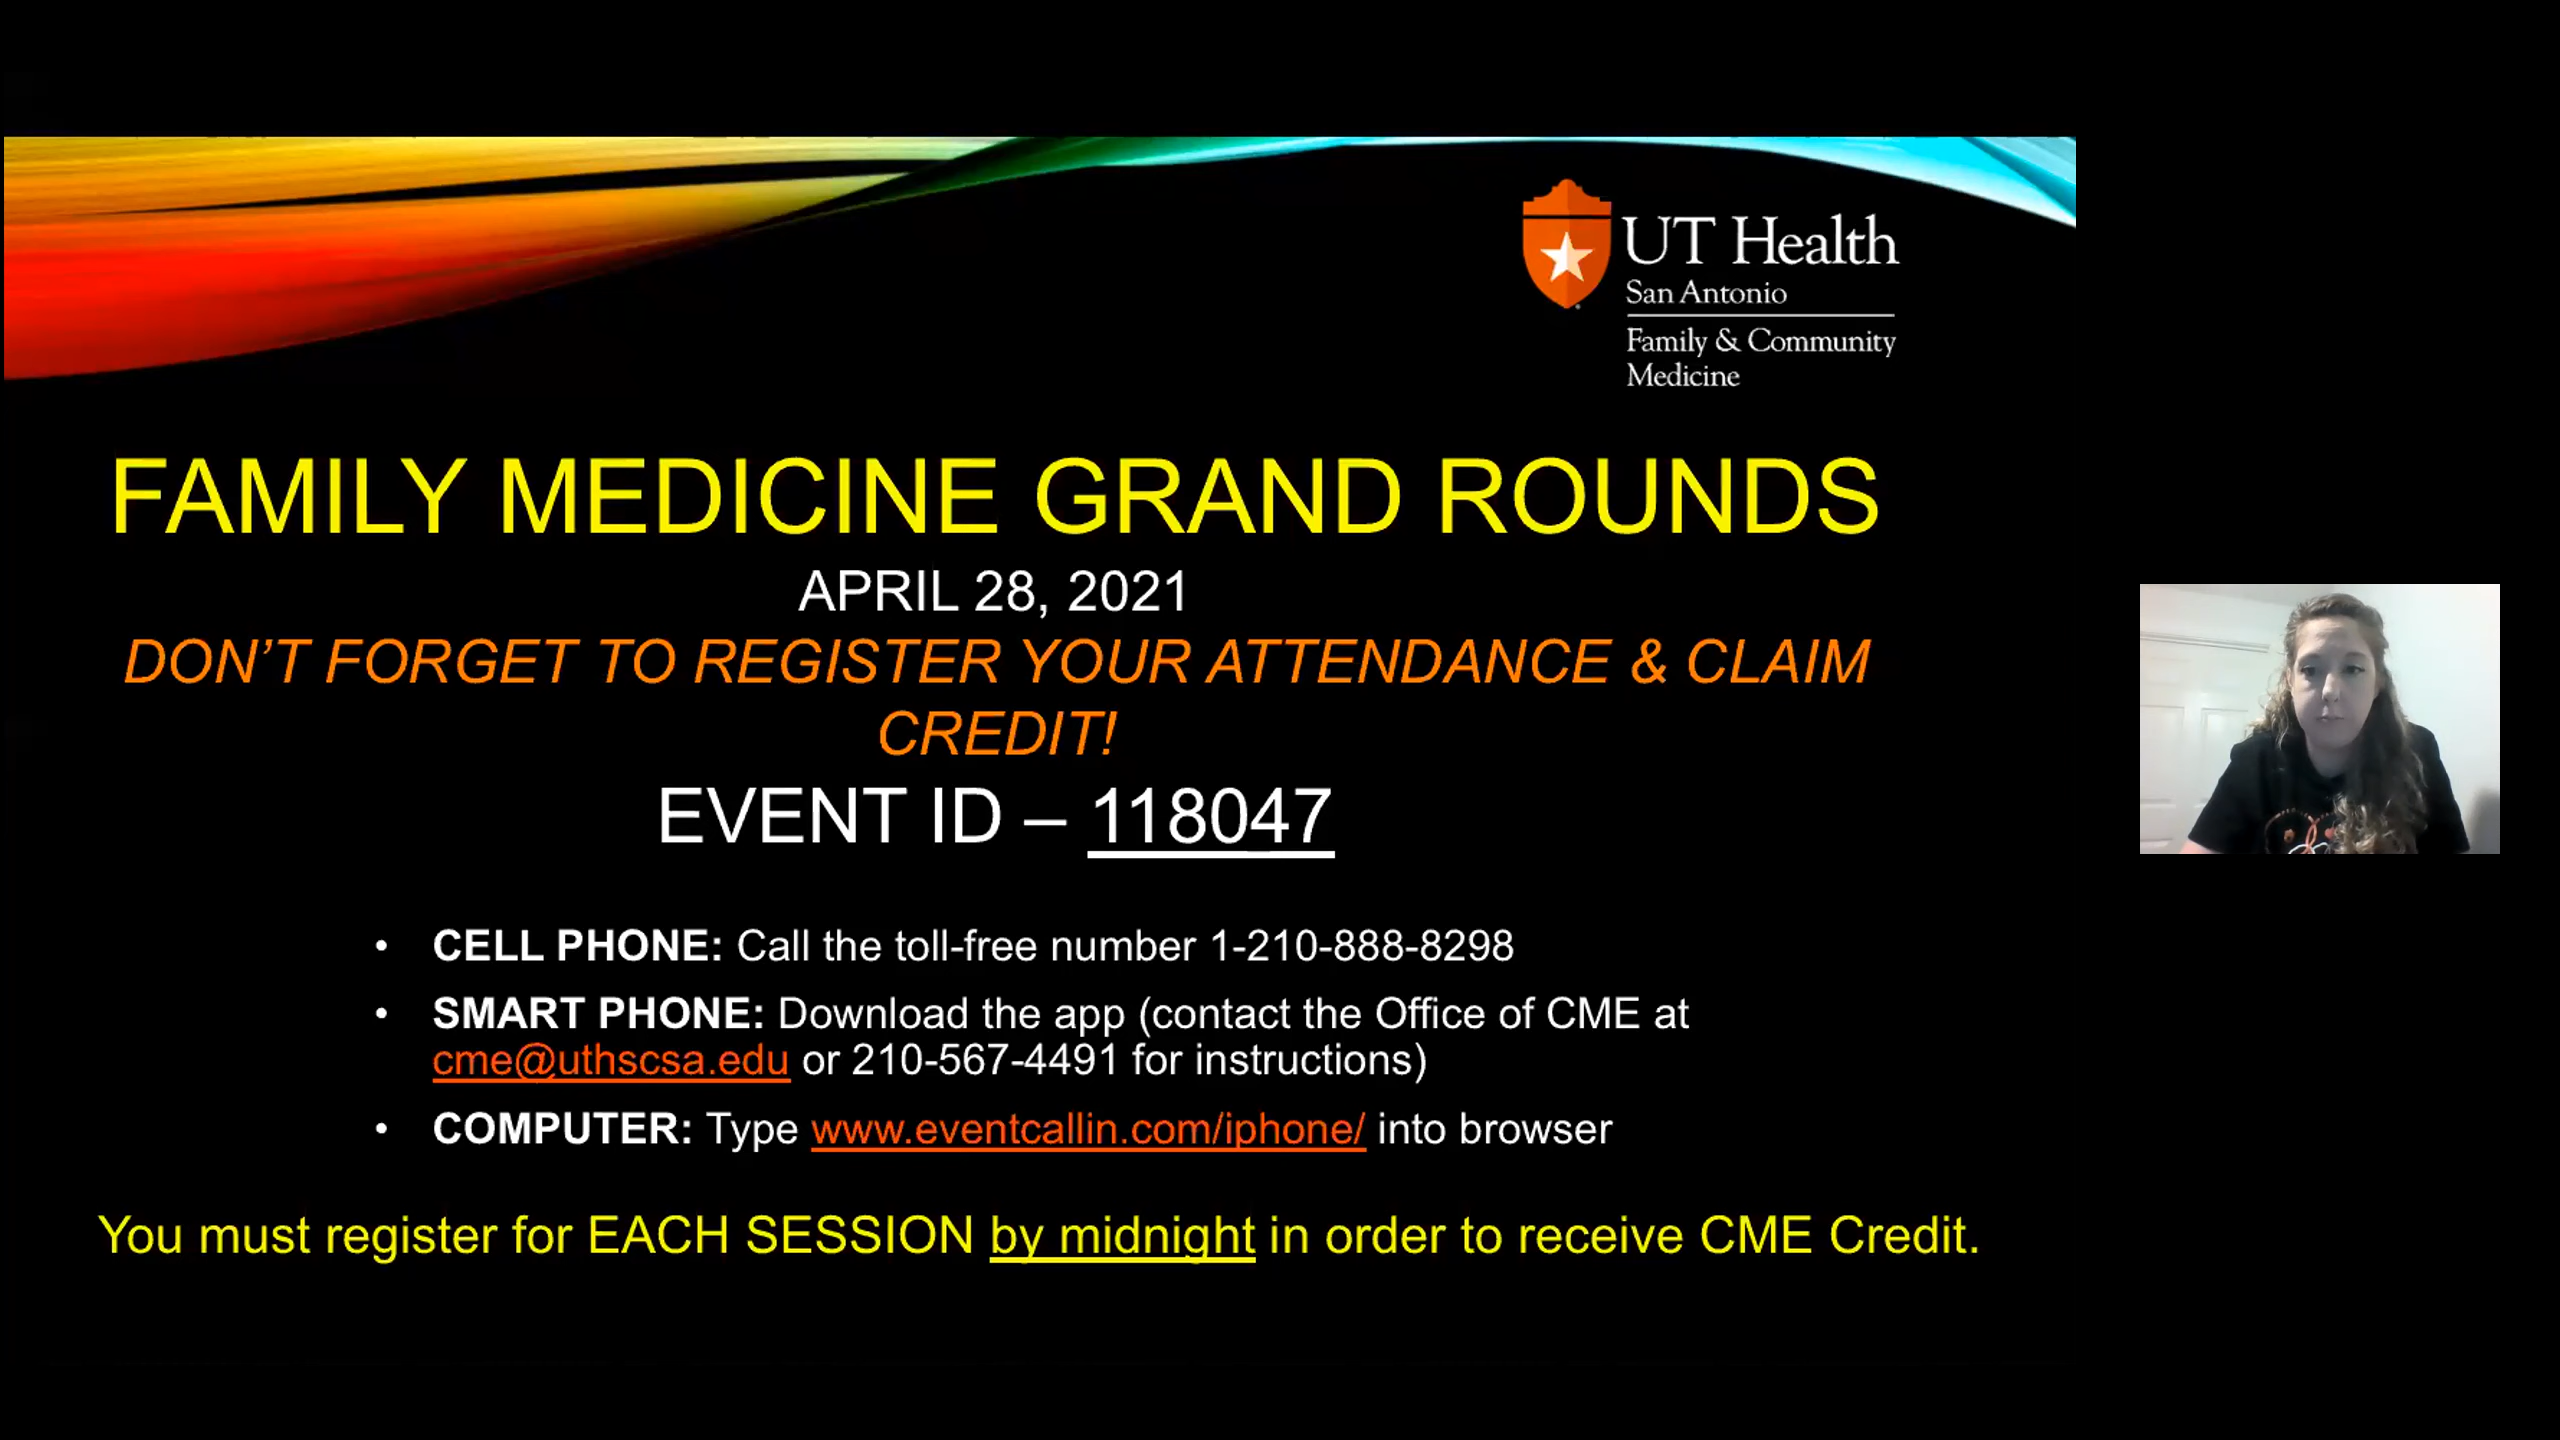 UT Health
San Antonio
Family & Community
Medicine
FAMILY MEDICINE GRAND ROUNDS
APRIL 28, 2021
DON’T FORGET TO REGISTER YOUR ATTENDANCE & CLAIM
CREDIT!
EVENT ID – 118047
• CELL PHONE: Call the toll-free number 1-210-888-8298
• SMART PHONE: Download the app (contact the Office of CME at
cme@uthscsa.edu or 210-567-4491 for instructions)
• COMPUTER: Type www.eventcallin.com/iphone/ into browser
You must register for EACH SESSION by midnight in order to receive CME Credit.